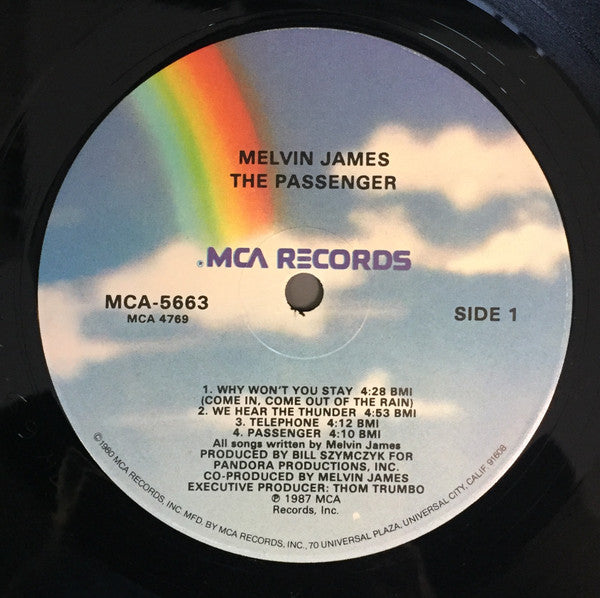 MELVIN JAMES
THE PASSENGER
MCA RECORDS
MCA-5663
MCA 4769
SIDE 1
1. WHY WON'T YOU STAY 4:28 BMI
(COME IN, COME OUT OF THE RAIN)
2. WE HEAR THE THUNDER 4:53 BMI
3. TELEPHONE 4:12 BMI
4. PASSENGER 4:10 BMI
All songs written by Melvin James
PRODUCED BY BILL SZYMCZYK FOR
PANDORA PRODUCTIONS, INC.
CO-PRODUCED BY MELVIN JAMES
EXECUTIVE PRODUCER: THOM TRUMBO
℗ 1987 MCA
Records, Inc.
©1980 MCA RECORDS, INC. MFD. BY MCA RECORDS, INC., 70 UNIVERSAL PLAZA, UNIVERSAL CITY, CALIF. 91608